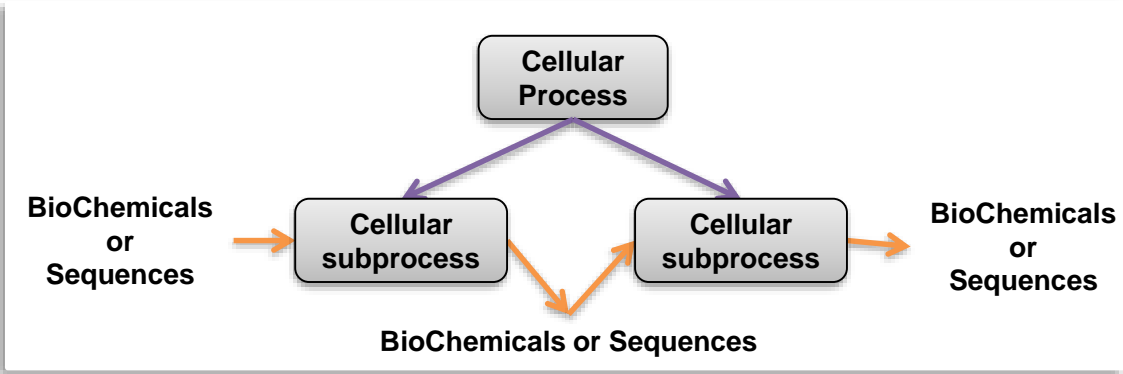 Cellular
Process
BioChemicals
or
Sequences
Cellular
subprocess
Cellular
subprocess
BioChemicals
or
Sequences
BioChemicals or Sequences